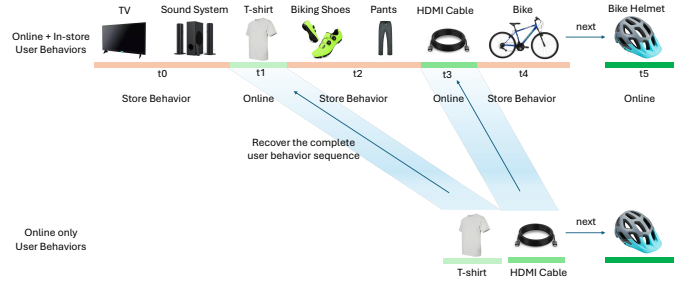 TV
Sound System
T-shirt
Biking Shoes
Pants
HDMI Cable
Bike
Bike Helmet
Online + In-store
User Behaviors
next
t0
t1
t2
t3
t4
t5
Store Behavior
Online
Store Behavior
Online
Store Behavior
Online
Recover the complete
user behavior sequence
Online only
User Behaviors
next
T-shirt
HDMI Cable